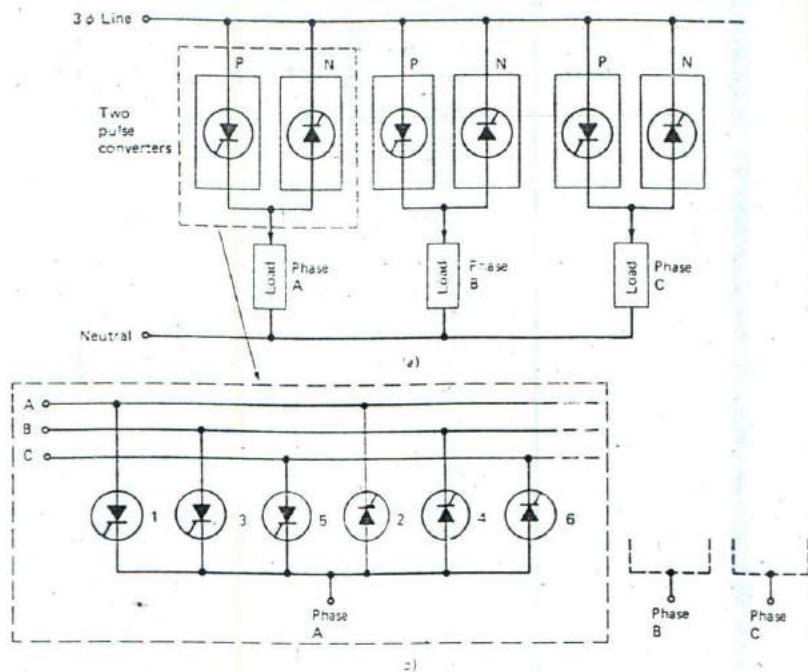 3ϕ Line
P N P N P N
Two
pulse
converters
Load
Phase
A
Load
Phase
B
Load
Phase
C
Neutral
(a)
A
B
C
1 3 5 2 4 6
Phase
A
Phase
B
Phase
C